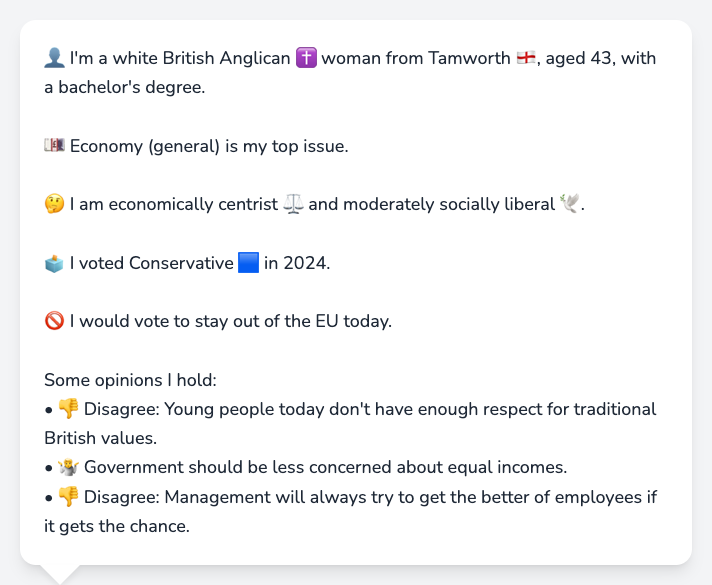 👤 I'm a white British Anglican ✝️ woman from Tamworth 🏴󠁧󠁢󠁥󠁮󠁧󠁿, aged 43, with
a bachelor's degree.
💷 Economy (general) is my top issue.
🤔 I am economically centrist ⚖️ and moderately socially liberal 🕊️.
🗳️ I voted Conservative 🟦 in 2024.
🚫 I would vote to stay out of the EU today.
Some opinions I hold:
• 👎 Disagree: Young people today don't have enough respect for traditional
British values.
• 🤷 Government should be less concerned about equal incomes.
• 👎 Disagree: Management will always try to get the better of employees if
it gets the chance.